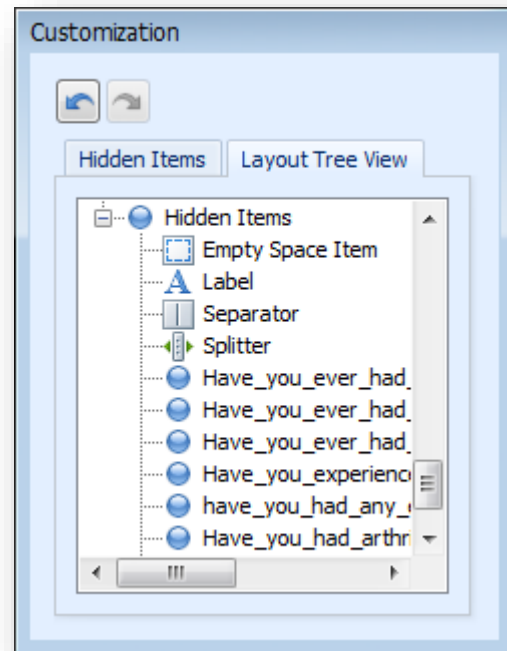 Customization
Hidden Items Layout Tree View
Hidden Items
Empty Space Item
Label
Separator
Splitter
Have_you_ever_had_
Have_you_ever_had_
Have_you_ever_had_
Have_you_experienc
have_you_had_any_
Have_you_had_arthr